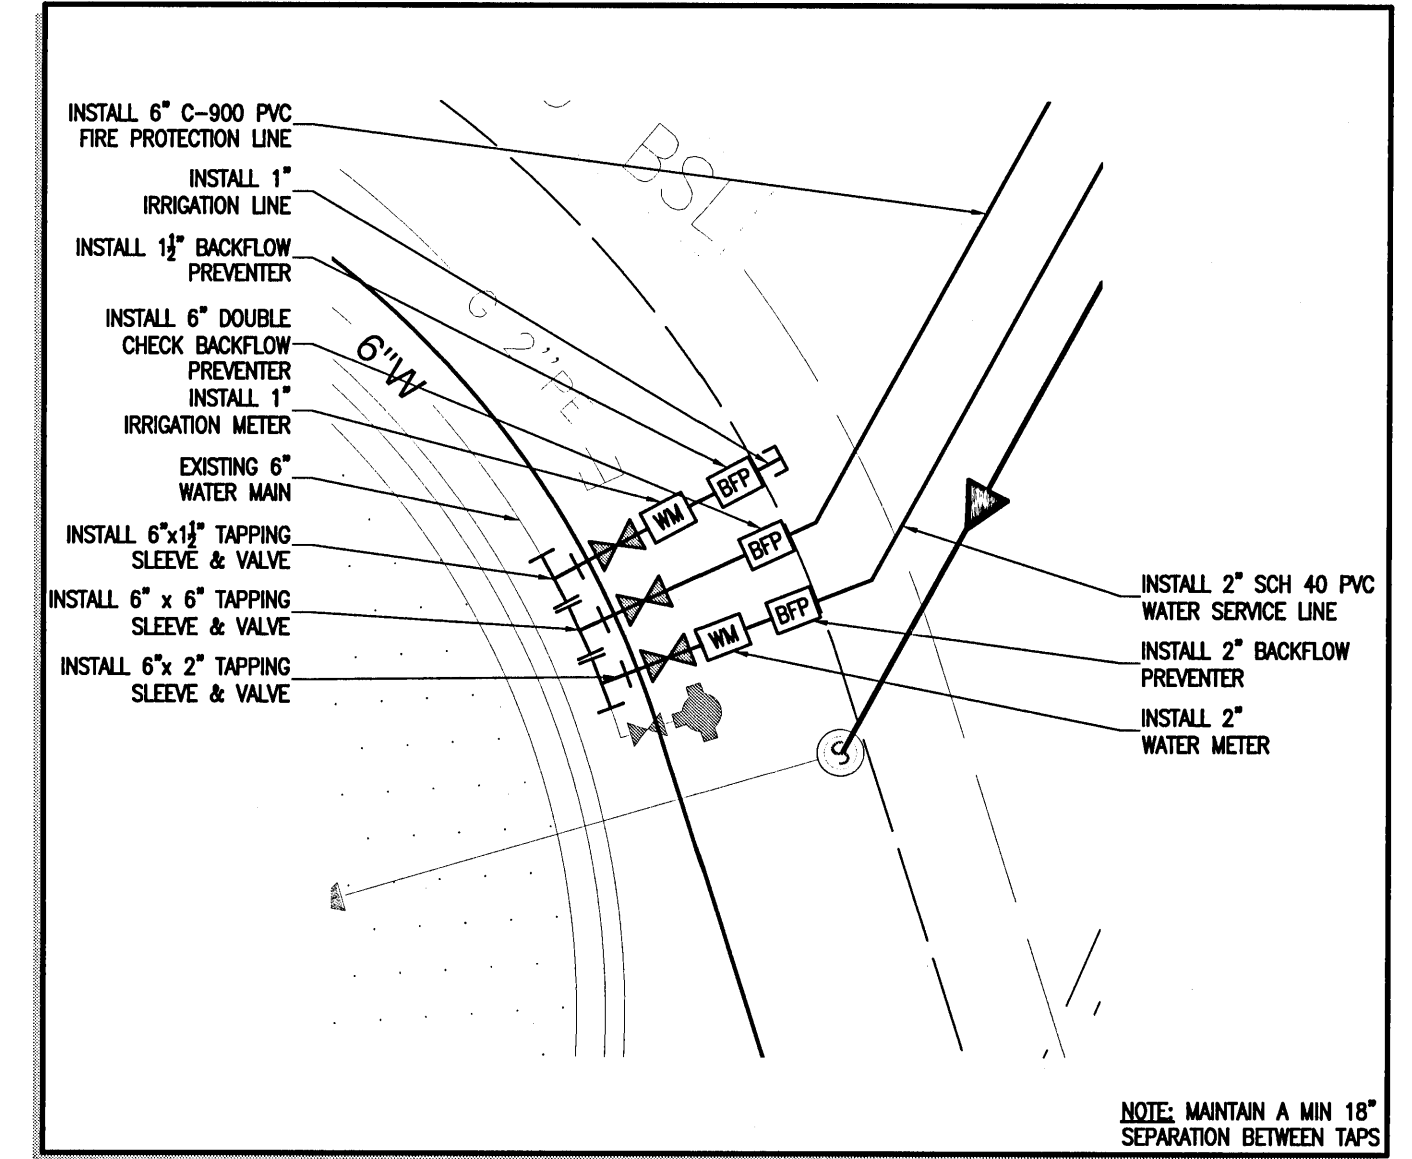 INSTALL 6" C-900 PVC
FIRE PROTECTION LINE
INSTALL 1"
IRRIGATION LINE
INSTALL 1½" BACKFLOW
PREVENTER
INSTALL 6" DOUBLE
CHECK BACKFLOW
PREVENTER
INSTALL 1"
IRRIGATION METER
EXISTING 6"
WATER MAIN
INSTALL 6"x1½" TAPPING
SLEEVE & VALVE
INSTALL 6" x 6" TAPPING
SLEEVE & VALVE
INSTALL 6"x 2" TAPPING
SLEEVE & VALVE
BSL
G 2" PE
6"W
WM
BFP
BFP
WM
BFP
S
INSTALL 2" SCH 40 PVC
WATER SERVICE LINE
INSTALL 2" BACKFLOW
PREVENTER
INSTALL 2"
WATER METER
NOTE: MAINTAIN A MIN 18"
SEPARATION BETWEEN TAPS